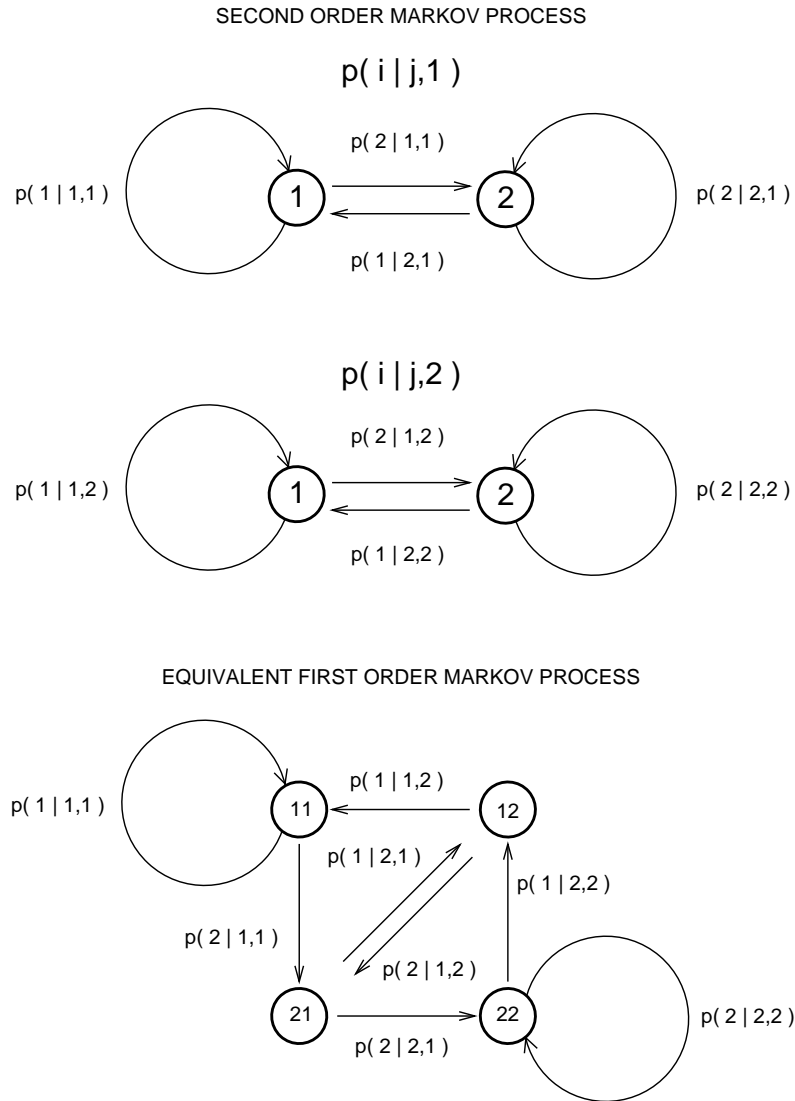 SECOND ORDER MARKOV PROCESS
p( i | j,1 )
p( 2 | 1,1 )
p( 1 | 1,1 )
1
2
p( 2 | 2,1 )
p( 1 | 2,1 )
p( i | j,2 )
p( 2 | 1,2 )
p( 1 | 1,2 )
1
2
p( 2 | 2,2 )
p( 1 | 2,2 )
EQUIVALENT FIRST ORDER MARKOV PROCESS
p( 1 | 1,2 )
p( 1 | 1,1 )
11
12
p( 1 | 2,1 )
p( 1 | 2,2 )
p( 2 | 1,1 )
p( 2 | 1,2 )
21
22
p( 2 | 2,2 )
p( 2 | 2,1 )